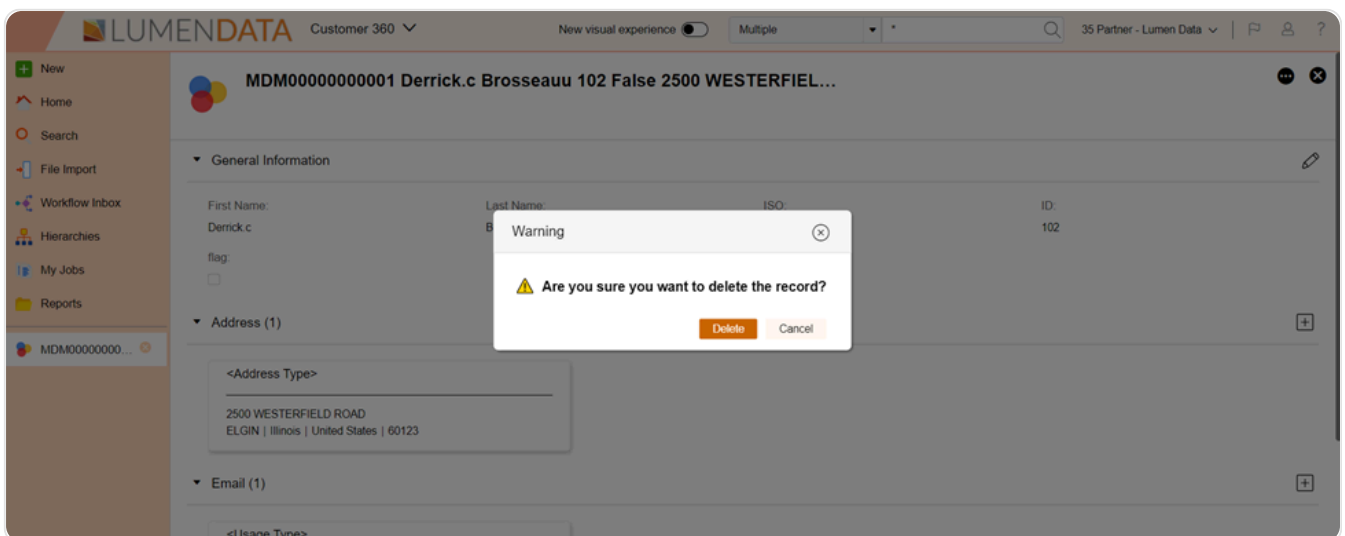 LUMENDATA Customer 360 New visual experience Multiple * 35 Partner - Lumen Data ?
New
Home
Search
File Import
Workflow Inbox
Hierarchies
My Jobs
Reports
MDM00000000...
MDM00000000001 Derrick.c Brosseauu 102 False 2500 WESTERFIEL...
General Information
First Name: Last Name: ISO: ID:
Derrick.c B 102
flag:
Warning
Are you sure you want to delete the record?
Delete Cancel
Address (1)
<Address Type>
2500 WESTERFIELD ROAD
ELGIN | Illinois | United States | 60123
Email (1)
<Usage Type>